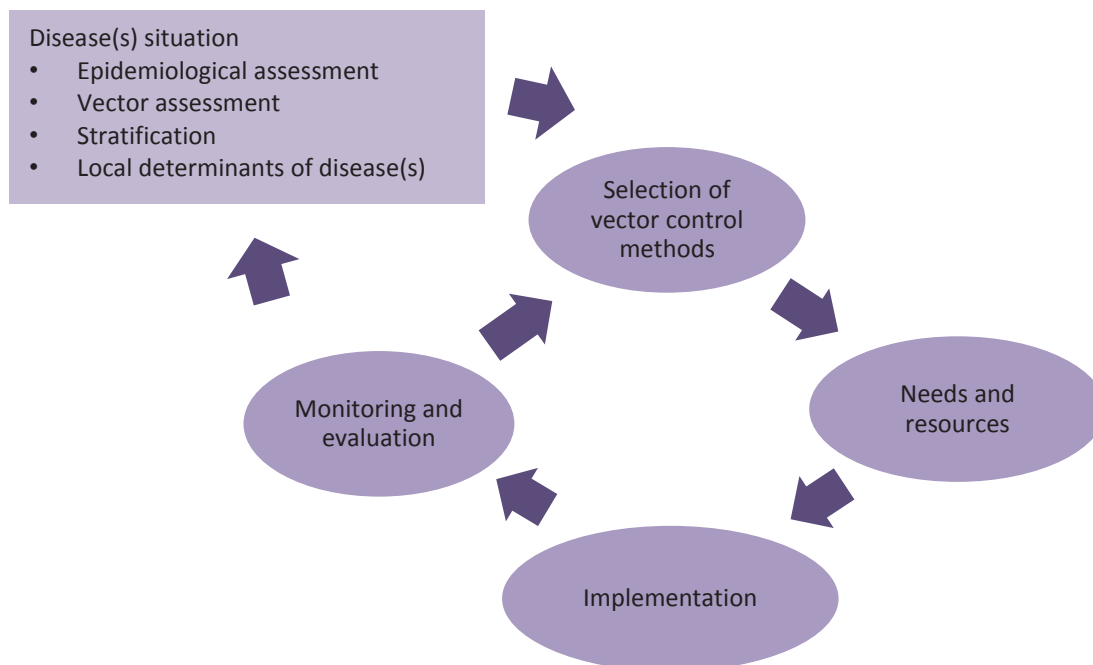 Disease(s) situation
• Epidemiological assessment
• Vector assessment
• Stratification
• Local determinants of disease(s)
Selection of
vector control
methods
Needs and
resources
Implementation
Monitoring and
evaluation